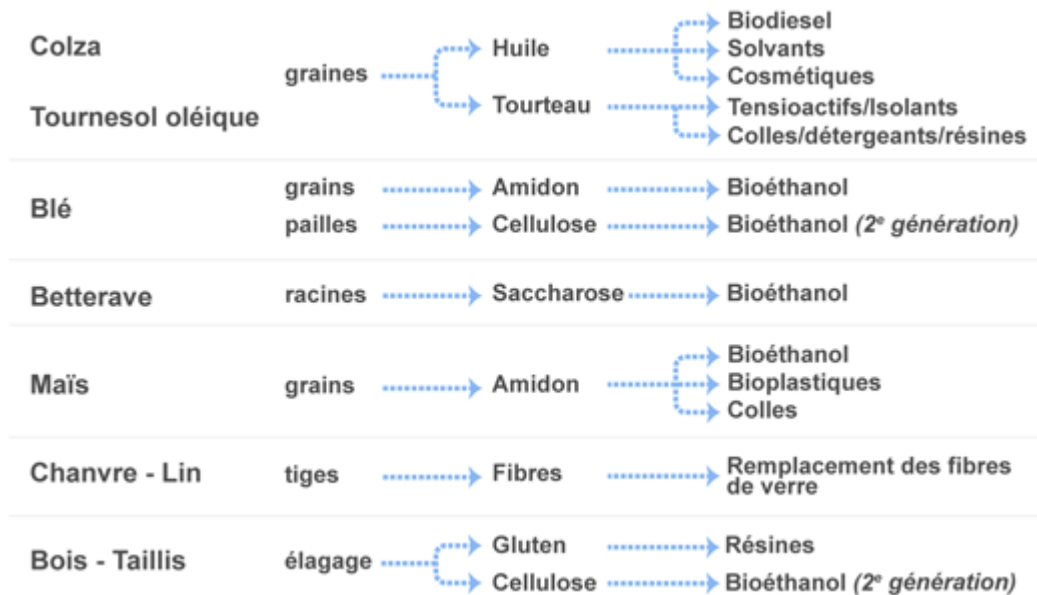 Colza
Tournesol oléique
graines
Huile
Biodiesel
Solvants
Cosmétiques
Tourteau
Tensioactifs/Isolants
Colles/détergeants/résines
Blé
grains
Amidon
Bioéthanol
pailles
Cellulose
Bioéthanol (2e génération)
Betterave
racines
Saccharose
Bioéthanol
Maïs
grains
Amidon
Bioéthanol
Bioplastiques
Colles
Chanvre - Lin
tiges
Fibres
Remplacement des fibres
de verre
Bois - Taillis
élagage
Gluten
Résines
Cellulose
Bioéthanol (2e génération)